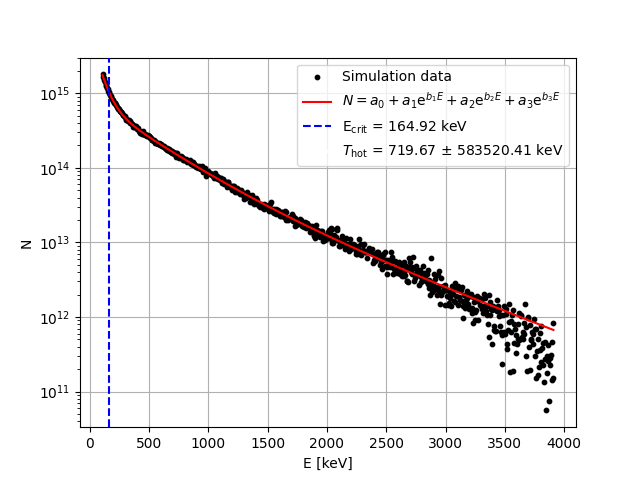 Simulation data
N = a₀ + a₁e^{b₁E} + a₂e^{b₂E} + a₃e^{b₃E}
E_crit = 164.92 keV
T_hot = 719.67 ± 583520.41 keV
N
10¹⁵
10¹⁴
10¹³
10¹²
10¹¹
0 500 1000 1500 2000 2500 3000 3500 4000
E [keV]